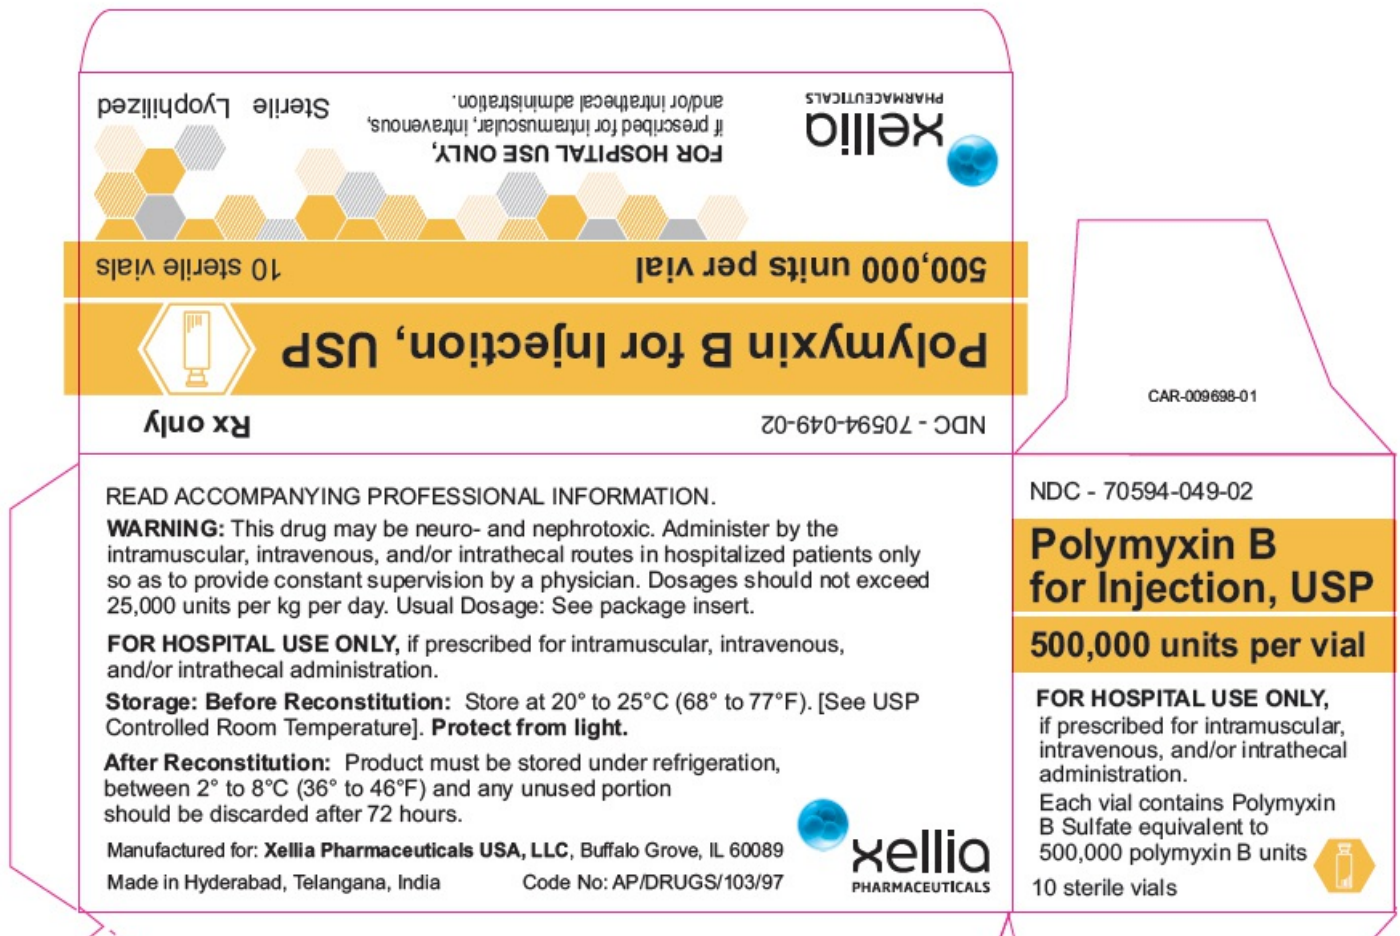 Sterile Lyophilized
FOR HOSPITAL USE ONLY,
if prescribed for intramuscular, intravenous,
and/or intrathecal administration.
xellia
PHARMACEUTICALS
500,000 units per vial
10 sterile vials
Polymyxin B for Injection, USP
NDC - 70594-049-02
Rx only
READ ACCOMPANYING PROFESSIONAL INFORMATION.
WARNING: This drug may be neuro- and nephrotoxic. Administer by the
intramuscular, intravenous, and/or intrathecal routes in hospitalized patients only
so as to provide constant supervision by a physician. Dosages should not exceed
25,000 units per kg per day. Usual Dosage: See package insert.
FOR HOSPITAL USE ONLY, if prescribed for intramuscular, intravenous,
and/or intrathecal administration.
Storage: Before Reconstitution: Store at 20° to 25°C (68° to 77°F). [See USP
Controlled Room Temperature]. Protect from light.
After Reconstitution: Product must be stored under refrigeration,
between 2° to 8°C (36° to 46°F) and any unused portion
should be discarded after 72 hours.
Manufactured for: Xellia Pharmaceuticals USA, LLC, Buffalo Grove, IL 60089
Made in Hyderabad, Telangana, India
Code No: AP/DRUGS/103/97
xellia
PHARMACEUTICALS
CAR-009698-01
NDC - 70594-049-02
Polymyxin B
for Injection, USP
500,000 units per vial
FOR HOSPITAL USE ONLY,
if prescribed for intramuscular,
intravenous, and/or intrathecal
administration.
Each vial contains Polymyxin
B Sulfate equivalent to
500,000 polymyxin B units
10 sterile vials